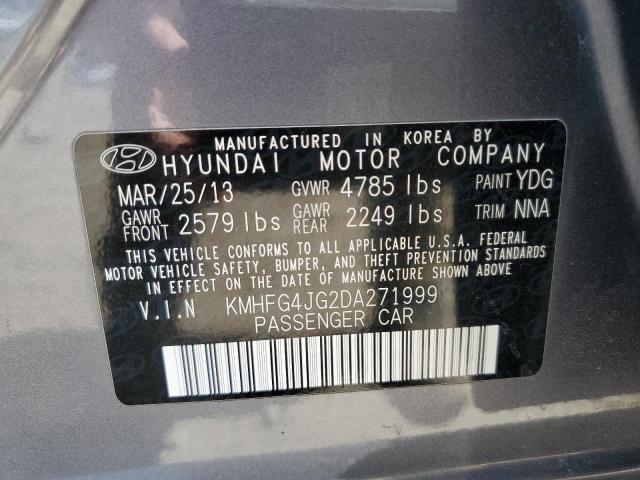 MANUFACTURED IN KOREA BY
HYUNDAI MOTOR COMPANY
MAR/25/13 GVWR 4785 lbs PAINT YDG
GAWR FRONT 2579 lbs GAWR REAR 2249 lbs TRIM NNA
THIS VEHICLE CONFORMS TO ALL APPLICABLE U.S.A. FEDERAL
MOTOR VEHICLE SAFETY, BUMPER, AND THEFT PREVENTION STANDARDS
IN EFFECT ON THE DATE OF MANUFACTURE SHOWN ABOVE.
V.I.N KMHFG4JG2DA271999
PASSENGER CAR